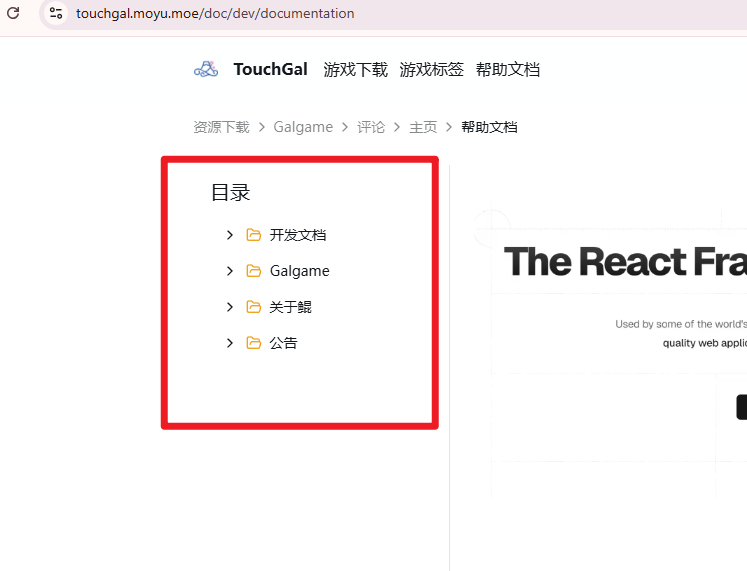 touchgal.moyu.moe/doc/dev/documentation
TouchGal 游戏下载 游戏标签 帮助文档
资源下载 > Galgame > 评论 > 主页 > 帮助文档
目录
开发文档
Galgame
关于鲲
公告
The React Fra
Used by some of the world's
quality web applic